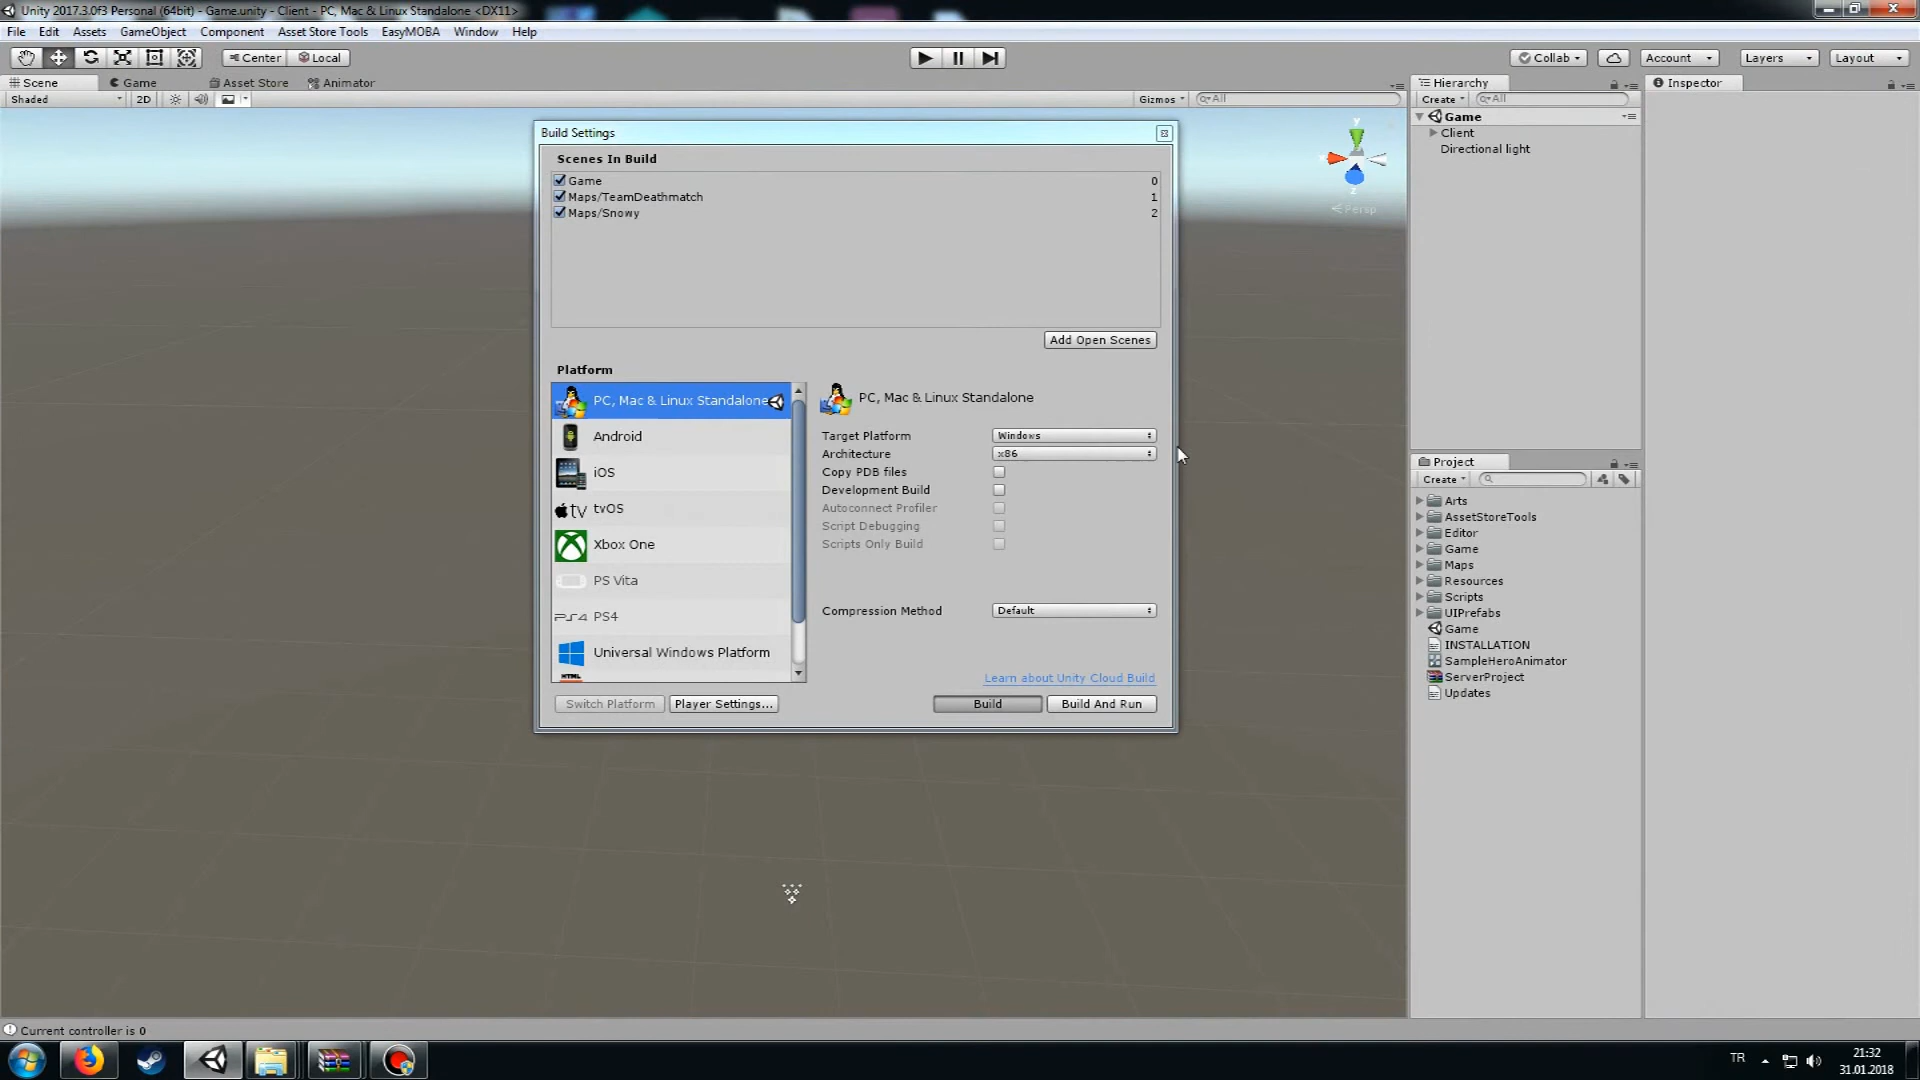 Unity 2017.3.0f3 Personal (64bit) - Game.unity - Client - PC, Mac & Linux Standalone <DX11>
File Edit Assets GameObject Component Asset Store Tools EasyMOBA Window Help
Center Local Collab Account Layers Layout
Scene Game Asset Store Animator Hierarchy Inspector
Shaded 2D Gizmos All Create All
Game
Client
Directional light
y
x
z
Persp
Build Settings
Scenes In Build
Game 0
Maps/TeamDeathmatch 1
Maps/Snowy 2
Add Open Scenes
Platform
PC, Mac & Linux Standalone
Android
iOS
tv tvOS
Xbox One
PS Vita
PS4 PS4
Universal Windows Platform
HTML
PC, Mac & Linux Standalone
Target Platform Windows
Architecture x86
Copy PDB files
Development Build
Autoconnect Profiler
Script Debugging
Scripts Only Build
Compression Method Default
Learn about Unity Cloud Build
Switch Platform Player Settings... Build Build And Run
Project
Create
Arts
AssetStoreTools
Editor
Game
Maps
Resources
Scripts
UIPrefabs
Game
INSTALLATION
SampleHeroAnimator
ServerProject
Updates
Current controller is 0
TR 21:32
31.01.2018